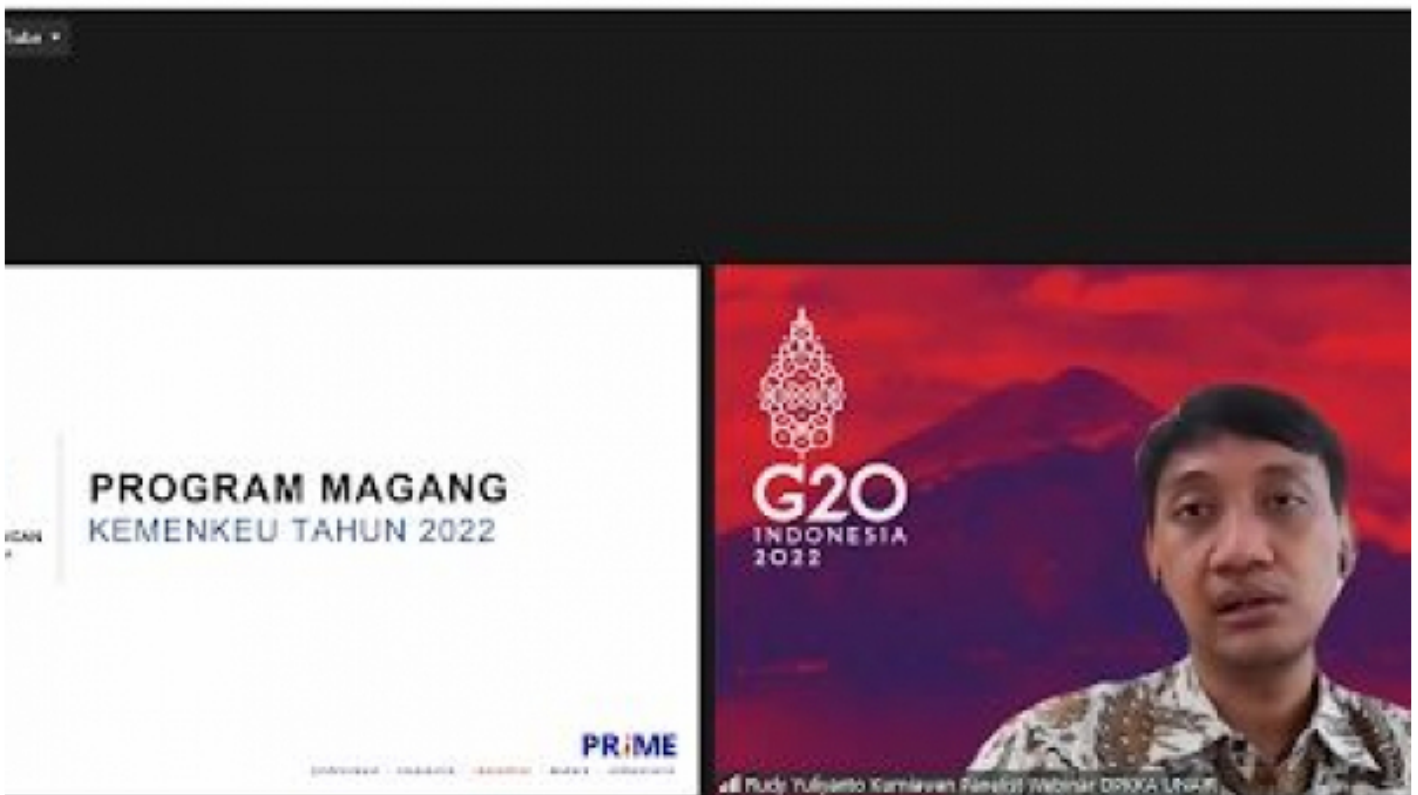 PROGRAM MAGANG
KEMENKEU TAHUN 2022
PRiME
G20
INDONESIA
2022
Rudy Yuliyanto Kurniawan Panelist Webinar DPKKA UNAIR